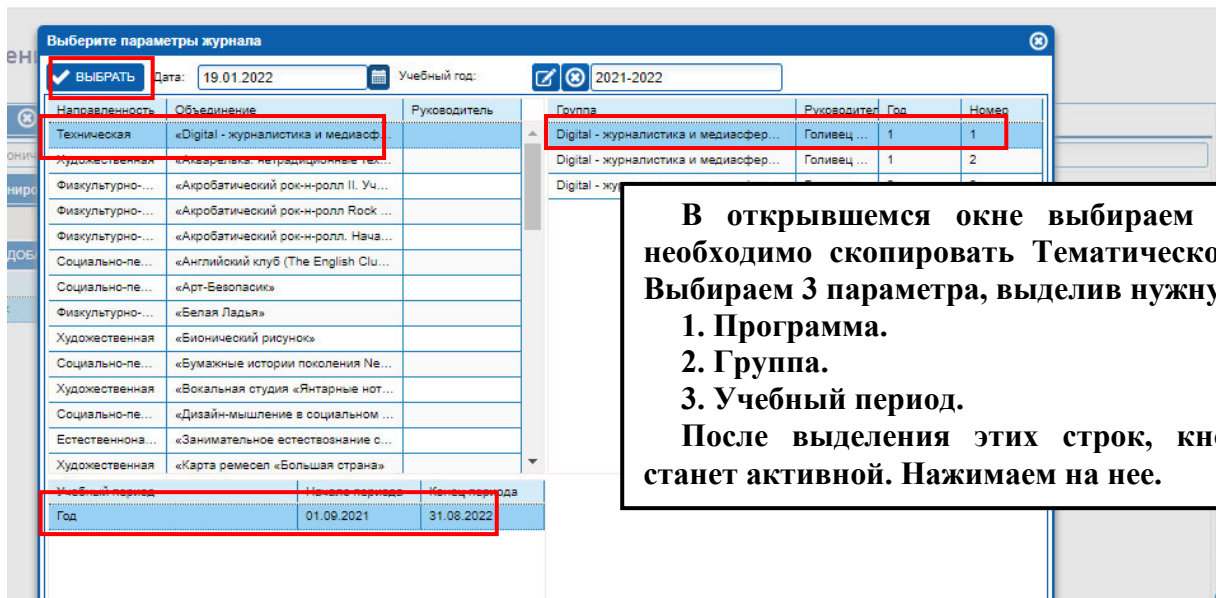 Выберите параметры журнала
ВЫБРАТЬ Дата: 19.01.2022 Учебный год: 2021-2022
Направленность Объединение Руководитель Группа Руководител Год Номер
Техническая «Digital - журналистика и медиасф... Digital - журналистика и медиасфер... Голивец ... 1 1
Художественная «Акварелька: нетрадиционные тех... Digital - журналистика и медиасфер... Голивец ... 1 2
Физкультурно-... «Акробатический рок-н-ролл II. Уч... Digital - жур
Физкультурно-... «Акробатический рок-н-ролл Rock ...
Физкультурно-... «Акробатический рок-н-ролл. Нача...
Социально-пе... «Английский клуб (The English Clu...
Социально-пе... «Арт-Безопасик»
Физкультурно-... «Белая Ладья»
Художественная «Бионический рисунок»
Социально-пе... «Бумажные истории поколения Ne...
Художественная «Вокальная студия «Янтарные нот...
Социально-пе... «Дизайн-мышление в социальном ...
Естественнона... «Занимательное естествознание с...
Художественная «Карта ремесел «Большая страна»
Учебный период Начало периода Конец периода
Год 01.09.2021 31.08.2022
В открывшемся окне выбираем
необходимо скопировать Тематическо
Выбираем 3 параметра, выделив нужну
1. Программа.
2. Группа.
3. Учебный период.
После выделения этих строк, кн
станет активной. Нажимаем на нее.